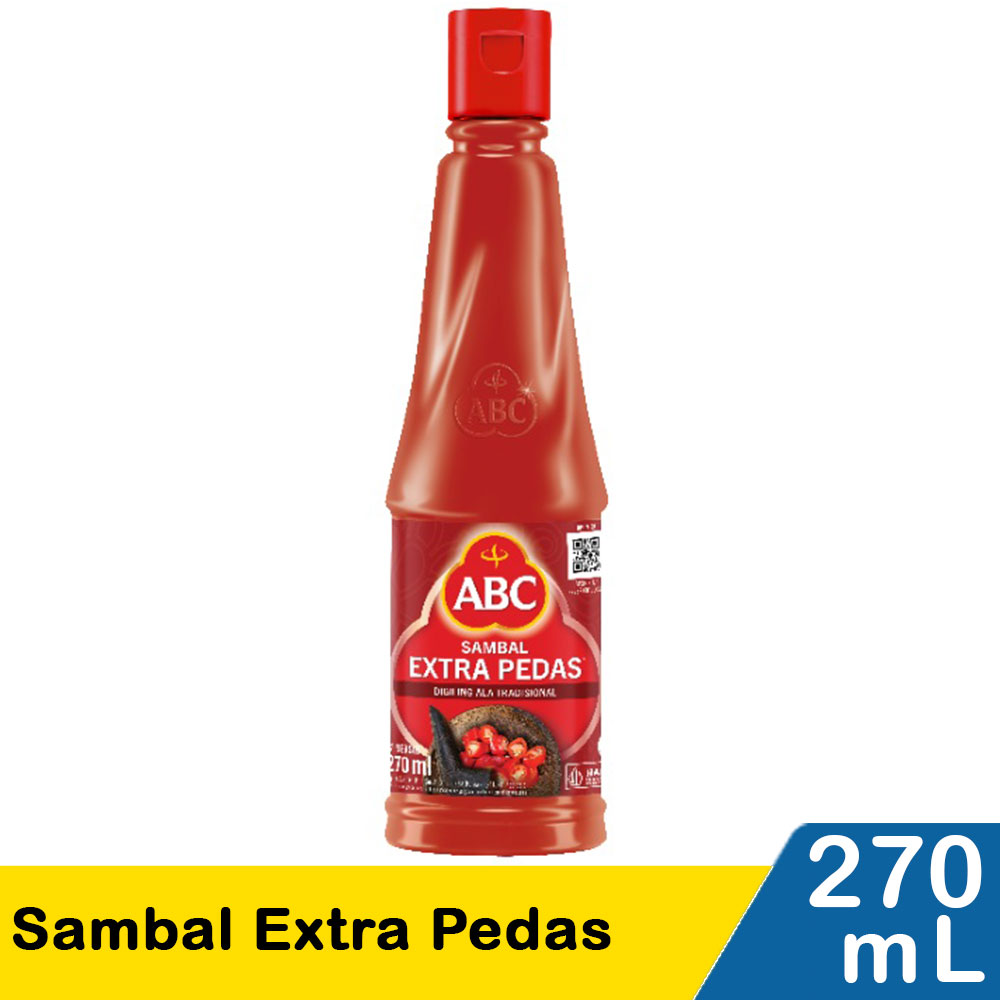 ABC
ABC
SAMBAL
EXTRA PEDAS
DIGILING ALA TRADISIONAL
270 ml
Sambal Extra Pedas
270
mL